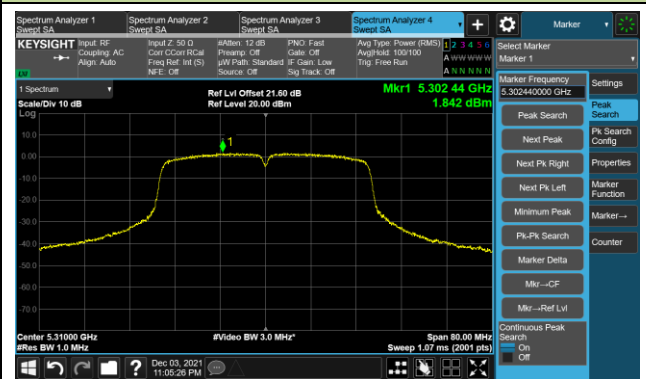 Spectrum Analyzer 1
Swept SA
Spectrum Analyzer 2
Swept SA
Spectrum Analyzer 3
Swept SA
Spectrum Analyzer 4
Swept SA
Marker
KEYSIGHT
Input: RF
Coupling: AC
Align: Auto
Input Z: 50 Ω
Corr CCorr RCal
Freq Ref: Int (S)
NFE: Off
#Atten: 12 dB
Preamp: Off
µW Path: Standard
Source: Off
PNO: Fast
Gate: Off
IF Gain: Low
Sig Track: Off
Avg Type: Power (RMS)
Avg|Hold: 100/100
Trig: Free Run
1 2 3 4 5 6
A W W W W W
A N N N N N
Select Marker
Marker 1
1 Spectrum
Scale/Div 10 dB
Log
Ref Lvl Offset 21.60 dB
Ref Level 20.00 dBm
Mkr1 5.302 44 GHz
1.842 dBm
10.0
0.00
-10.0
-20.0
-30.0
-40.0
-50.0
-60.0
-70.0
1
Center 5.31000 GHz
#Res BW 1.0 MHz
#Video BW 3.0 MHz*
Span 80.00 MHz
Sweep 1.07 ms (2001 pts)
Marker Frequency
5.302440000 GHz
Peak Search
Next Peak
Next Pk Right
Next Pk Left
Minimum Peak
Pk-Pk Search
Marker Delta
Mkr→CF
Mkr→Ref Lvl
Continuous Peak
Search
On
Off
Settings
Peak
Search
Pk Search
Config
Properties
Marker
Function
Marker→
Counter
Dec 03, 2021
11:05:26 PM